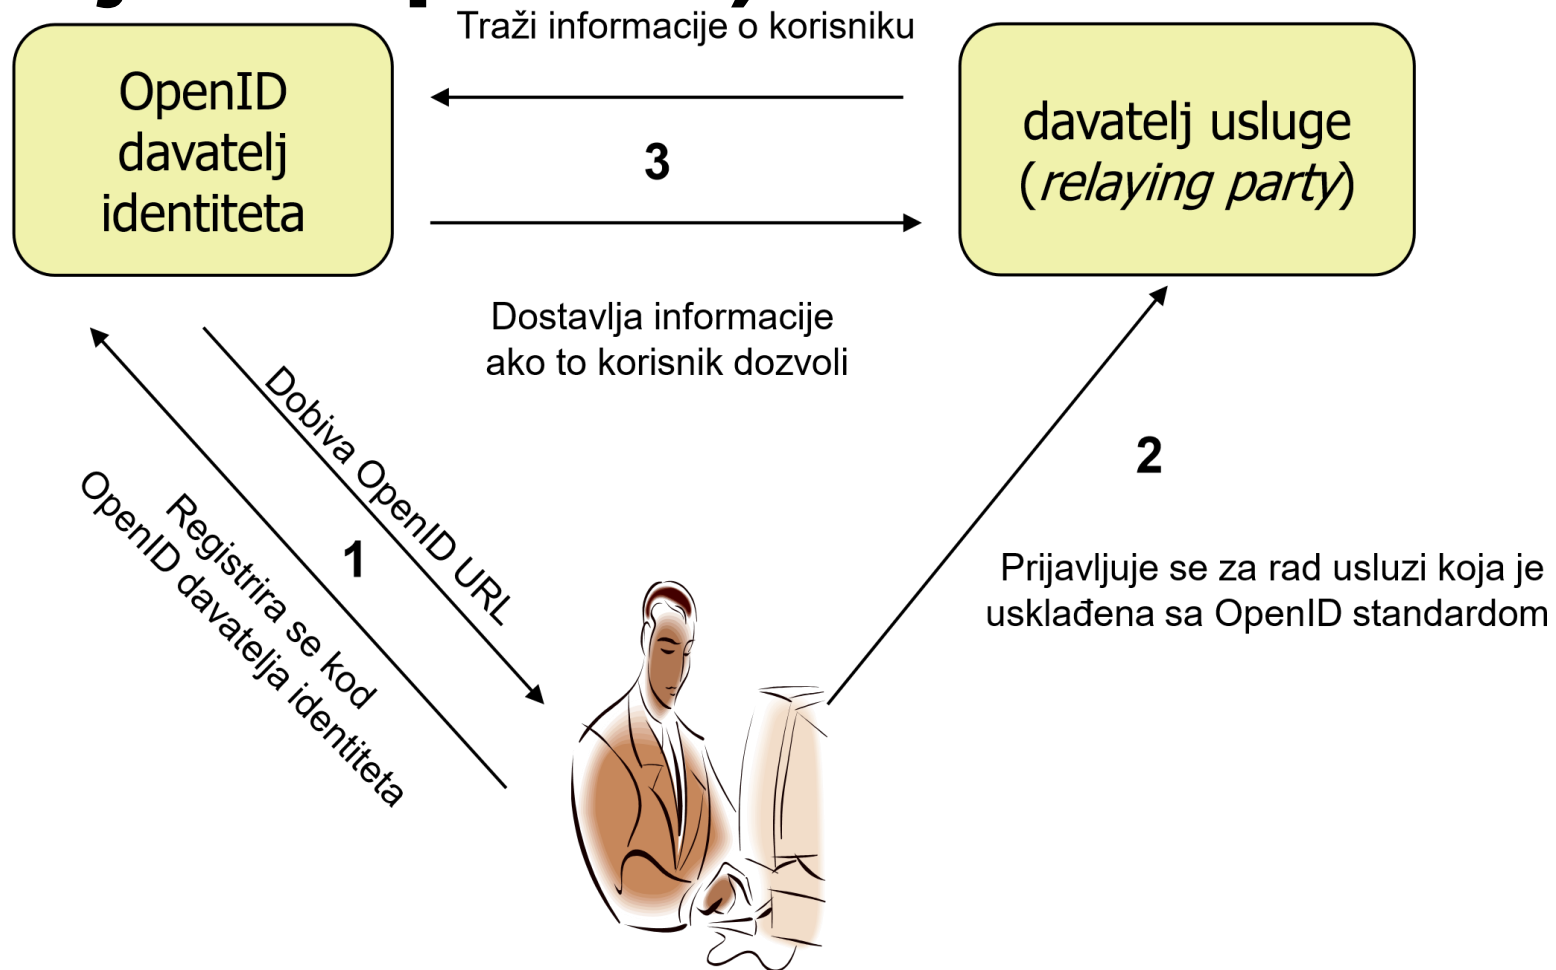 Traži informacije o korisniku
OpenID
davatelj
identiteta
3
davatelj usluge
(relaying party)
Dostavlja informacije
ako to korisnik dozvoli
Dobiva OpenID URL
1
Registrira se kod
OpenID davatelja identiteta
2
Prijavljuje se za rad usluzi koja je
usklađena sa OpenID standardom